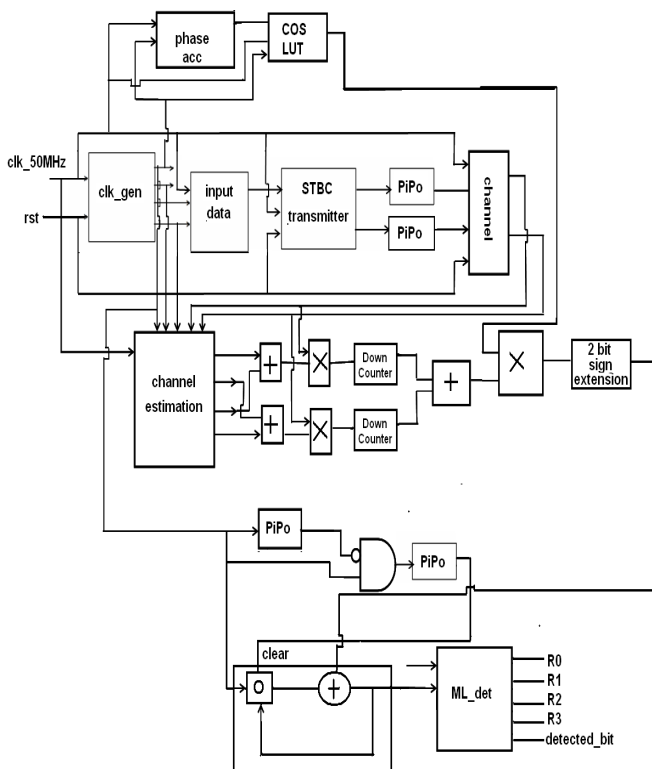 phase
acc
COS
LUT
clk_50MHz
rst
clk_gen
input
data
STBC
transmitter
PiPo
PiPo
channel
channel
estimation
+
+
×
×
Down
Counter
Down
Counter
+
×
2 bit
sign
extension
PiPo
PiPo
clear
O
+
ML_det
R0
R1
R2
R3
detected_bit